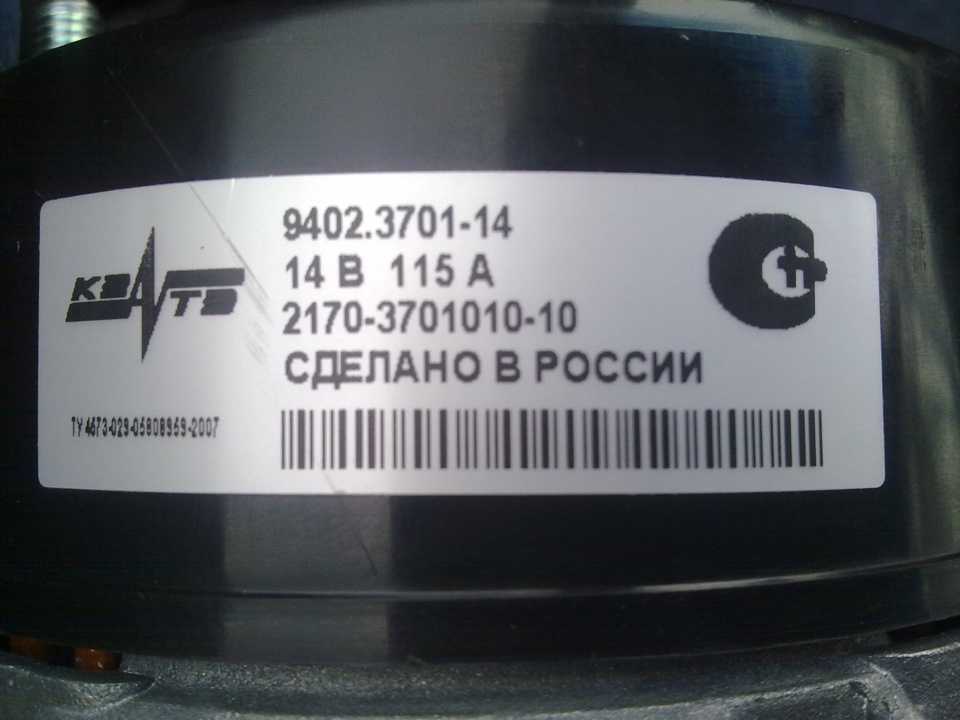 КЗАТЭ
9402.3701-14
14 В 115 А
2170-3701010-10
СДЕЛАНО В РОССИИ
ТУ 4573-029-05808959-2007